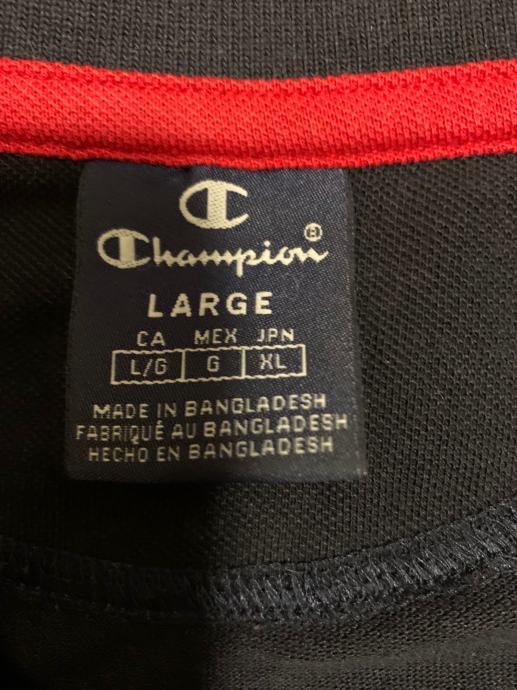 Champion®
LARGE
CA MEX JPN
L/G G XL
MADE IN BANGLADESH
FABRIQUÉ AU BANGLADESH
HECHO EN BANGLADESH